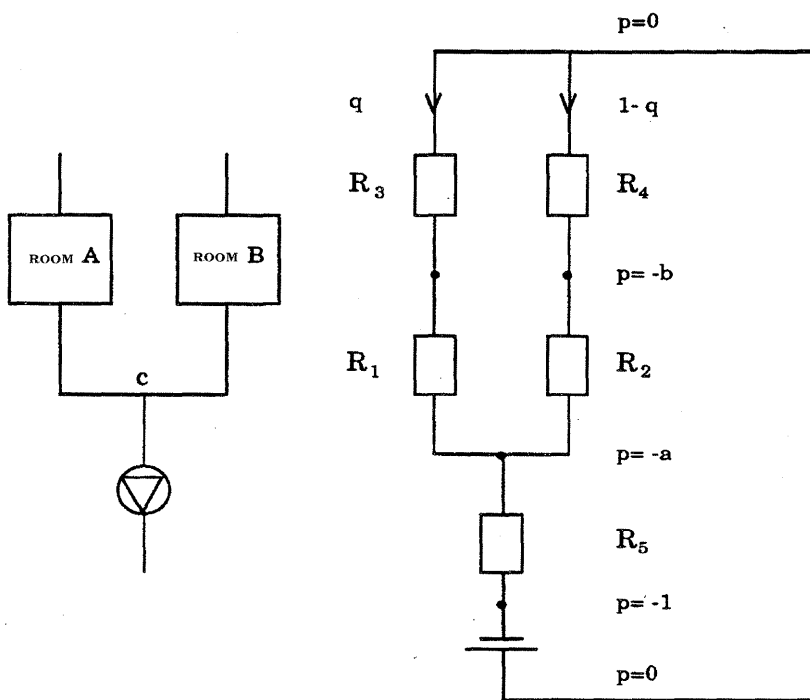 p=0
q
1-q
R3
R4
ROOM A
ROOM B
p= -b
R1
R2
c
p= -a
R5
p= -1
p=0